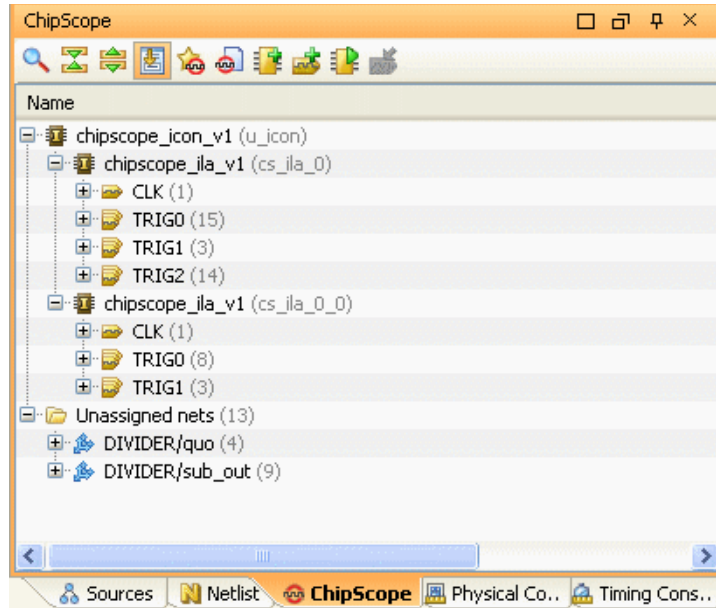 ChipScope
Name
chipscope_icon_v1 (u_icon)
chipscope_ila_v1 (cs_ila_0)
CLK (1)
TRIG0 (15)
TRIG1 (3)
TRIG2 (14)
chipscope_ila_v1 (cs_ila_0_0)
CLK (1)
TRIG0 (8)
TRIG1 (3)
Unassigned nets (13)
DIVIDER/quo (4)
DIVIDER/sub_out (9)
Sources Netlist ChipScope Physical Co.. Timing Cons..